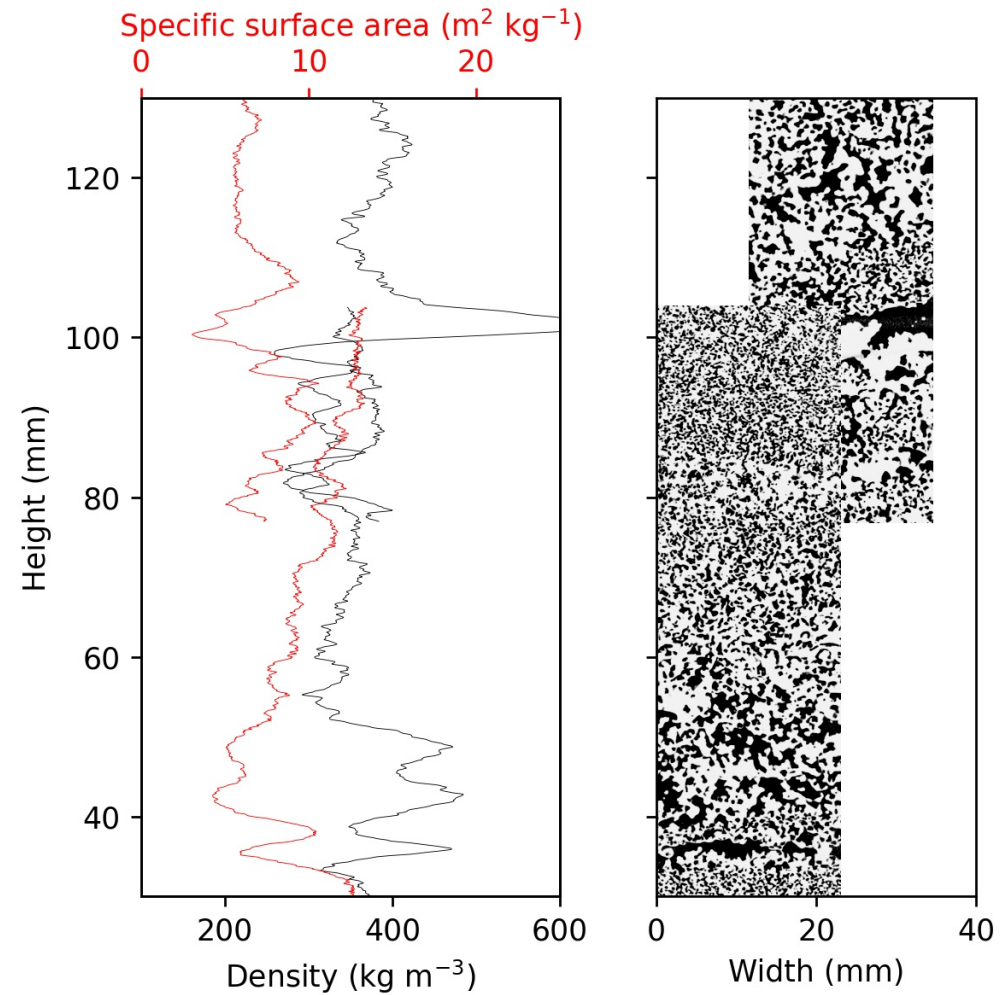 Specific surface area (m² kg⁻¹)
0 10 20
120
100
80
60
40
Height (mm)
200 400 600
Density (kg m⁻³)
0 20 40
Width (mm)